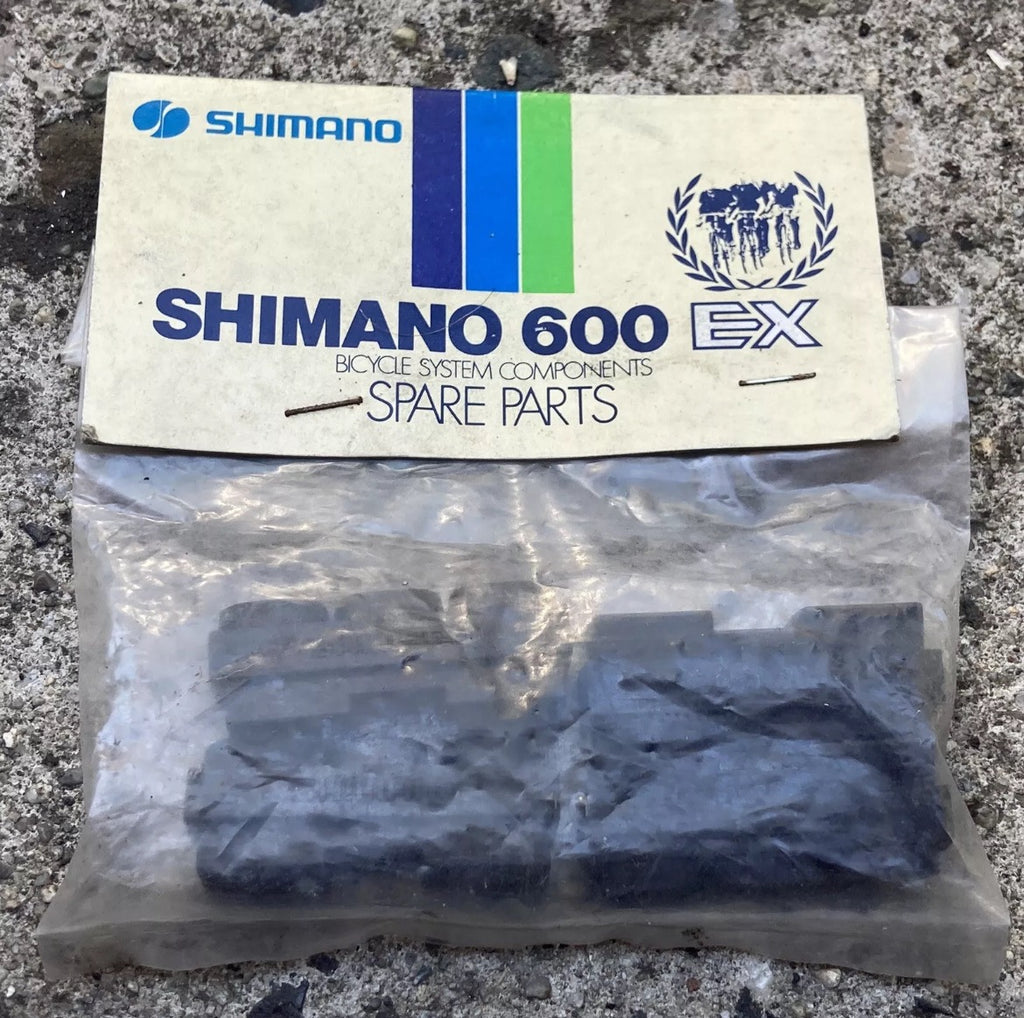 SHIMANO
SHIMANO 600 EX
BICYCLE SYSTEM COMPONENTS
SPARE PARTS